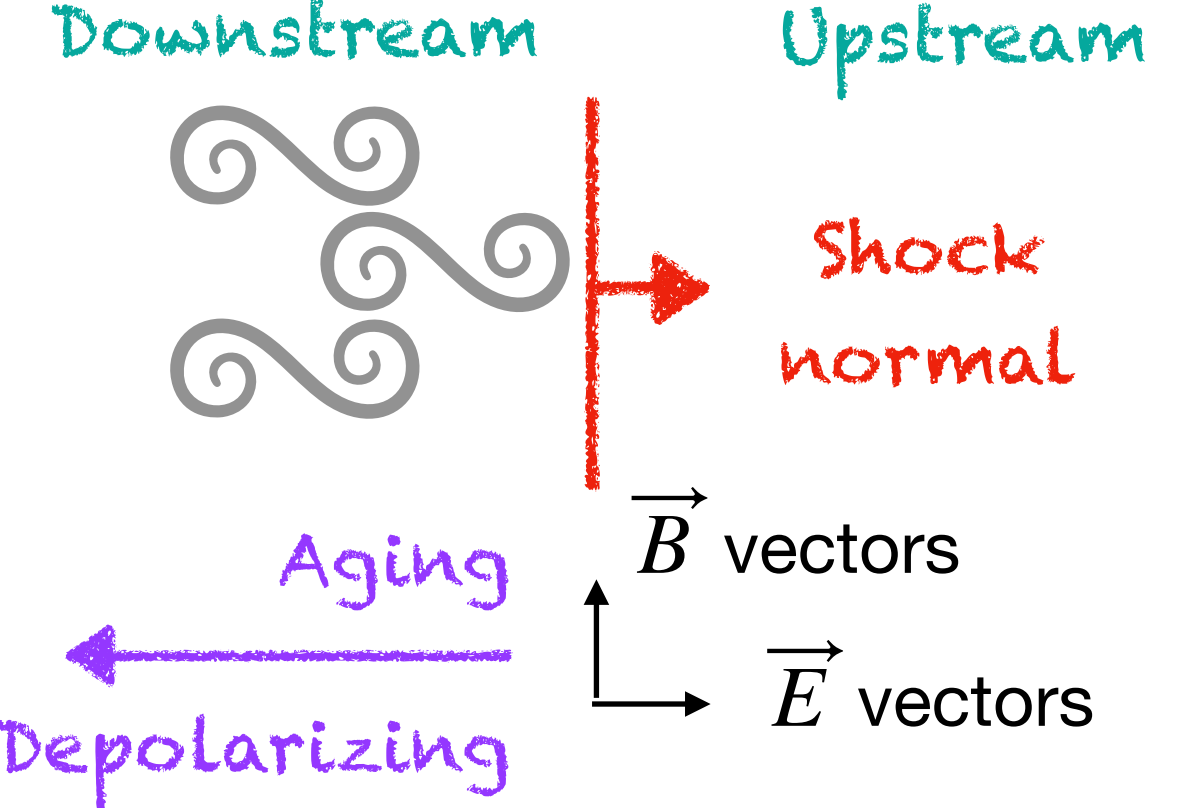 Downstream
Upstream
Shock
normal
Aging
Depolarizing
B vectors
E vectors